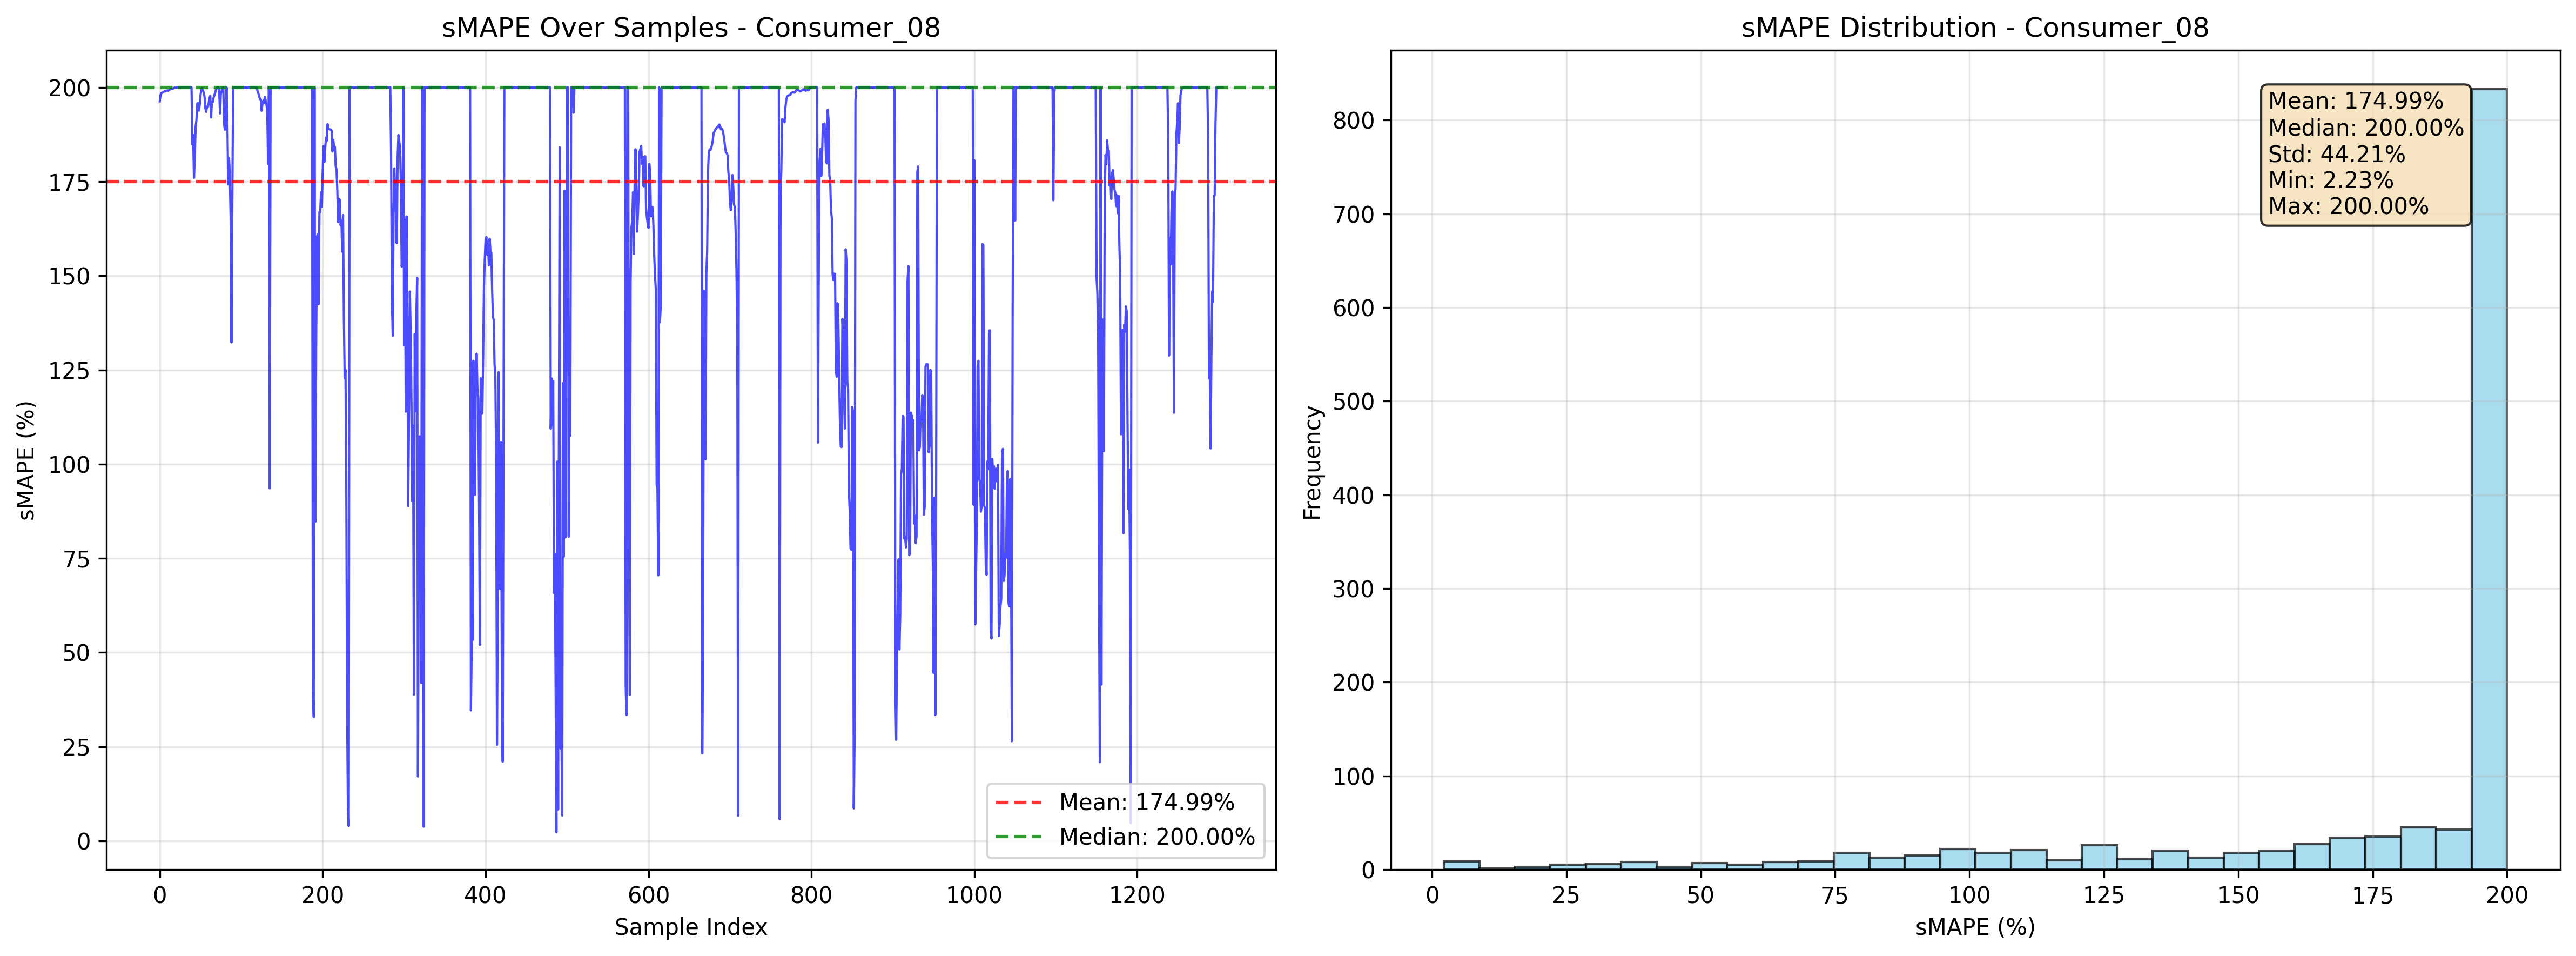 sMAPE Over Samples - Consumer_08
sMAPE (%)
200
175
150
125
100
75
50
25
0
0
200
400
600
800
1000
1200
Sample Index
Mean: 174.99%
Median: 200.00%
sMAPE Distribution - Consumer_08
Frequency
800
700
600
500
400
300
200
100
0
0
25
50
75
100
125
150
175
200
sMAPE (%)
Mean: 174.99%
Median: 200.00%
Std: 44.21%
Min: 2.23%
Max: 200.00%